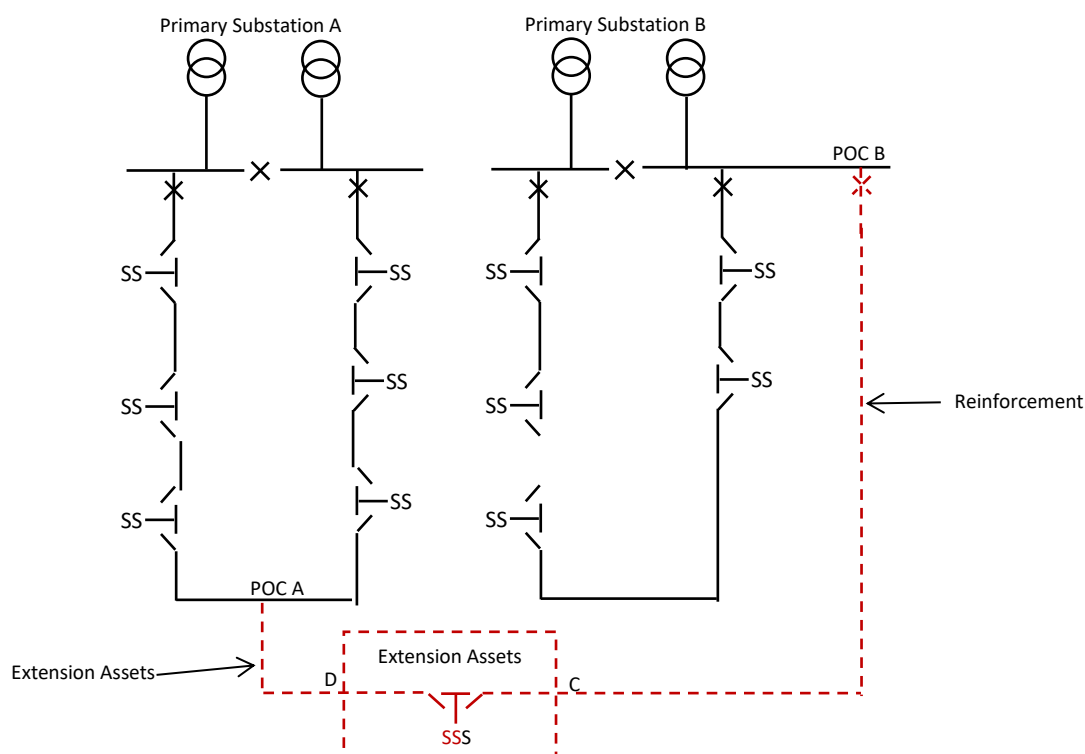 Primary Substation A
Primary Substation B
POC B
SS
SS
SS
SS
SS
SS
SS
SS
Reinforcement
SS
SS
SS
POC A
Extension Assets
Extension Assets
D
C
SSS